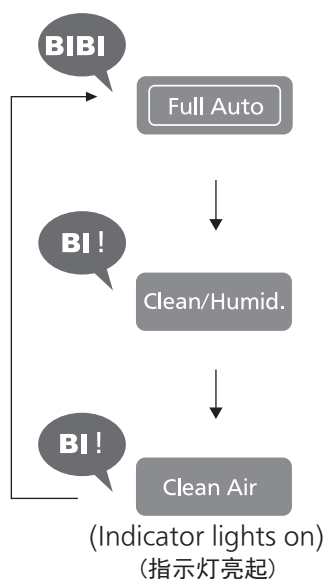 BIBI
Full Auto
BI!
Clean/Humid.
BI!
Clean Air
(Indicator lights on)
(指示灯亮起)